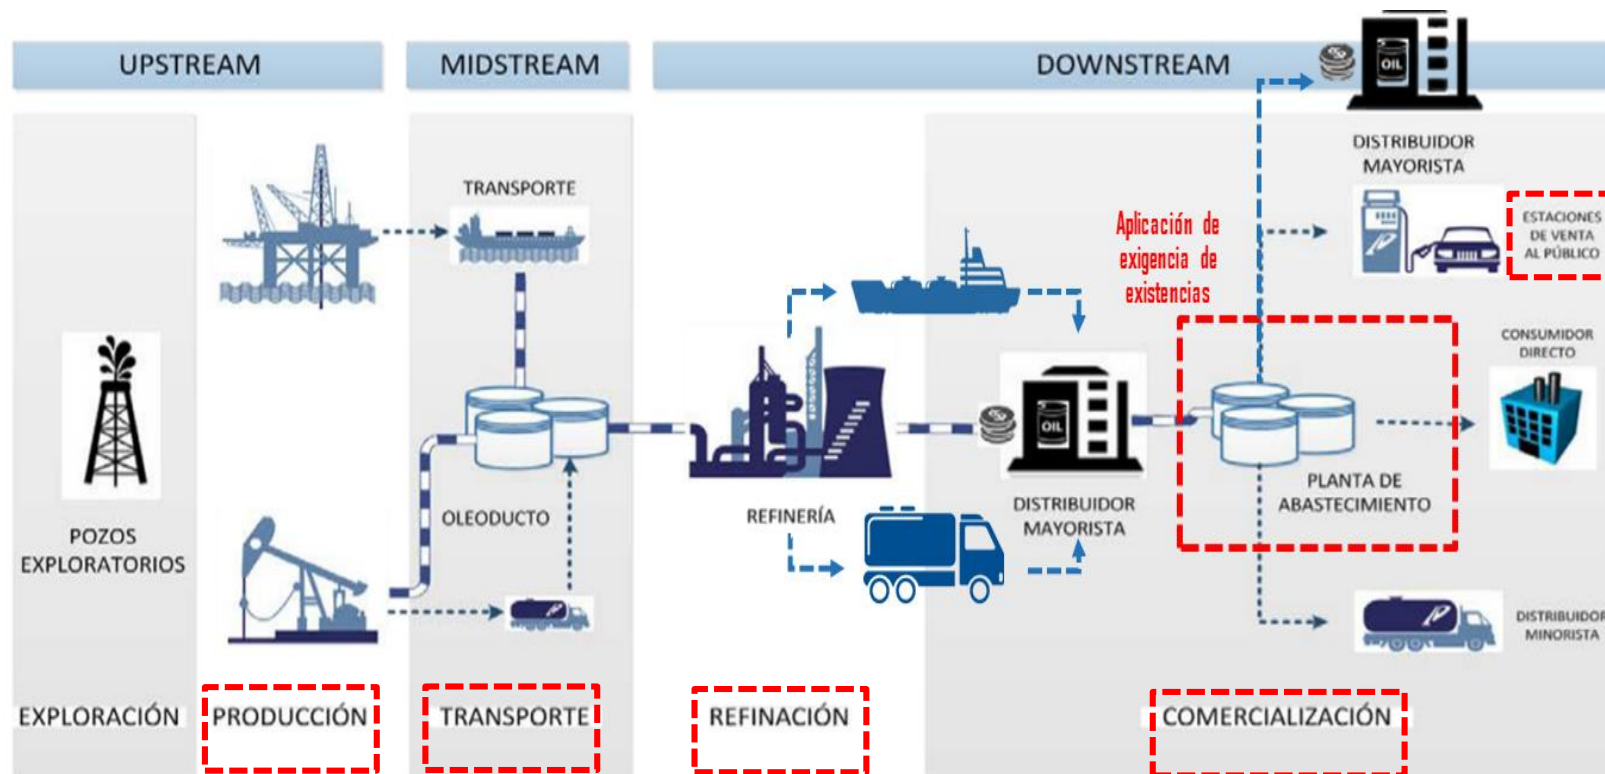 UPSTREAM
MIDSTREAM
DOWNSTREAM
OIL
DISTRIBUIDOR
MAYORISTA
TRANSPORTE
ESTACIONES
DE VENTA
AL PÚBLICO
Aplicación de
exigencia de
existencias
CONSUMIDOR
DIRECTO
OIL
PLANTA DE
ABASTECIMIENTO
OLEODUCTO
REFINERÍA
DISTRIBUIDOR
MAYORISTA
POZOS
EXPLORATORIOS
DISTRIBUIDOR
MINORISTA
EXPLORACIÓN
PRODUCCIÓN
TRANSPORTE
REFINACIÓN
COMERCIALIZACIÓN